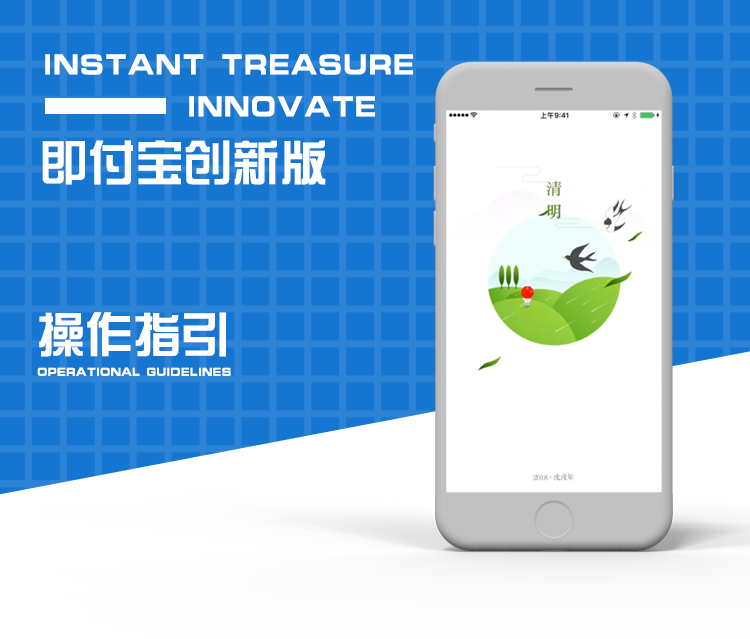 INSTANT TREASURE
INNOVATE
即付宝创新版
操作指引
OPERATIONAL GUIDELINES
上午9:41
清
明
2018·戊戌年